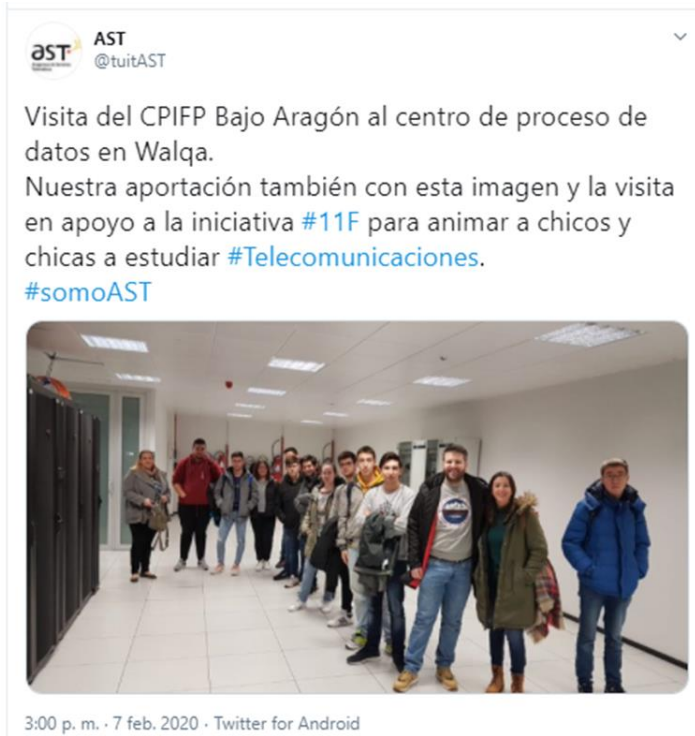 AST
@tuitAST
aST
Visita del CPIFP Bajo Aragón al centro de proceso de
datos en Walqa.
Nuestra aportación también con esta imagen y la visita
en apoyo a la iniciativa #11F para animar a chicos y
chicas a estudiar #Telecomunicaciones.
#somoAST
3:00 p. m. · 7 feb. 2020 · Twitter for Android